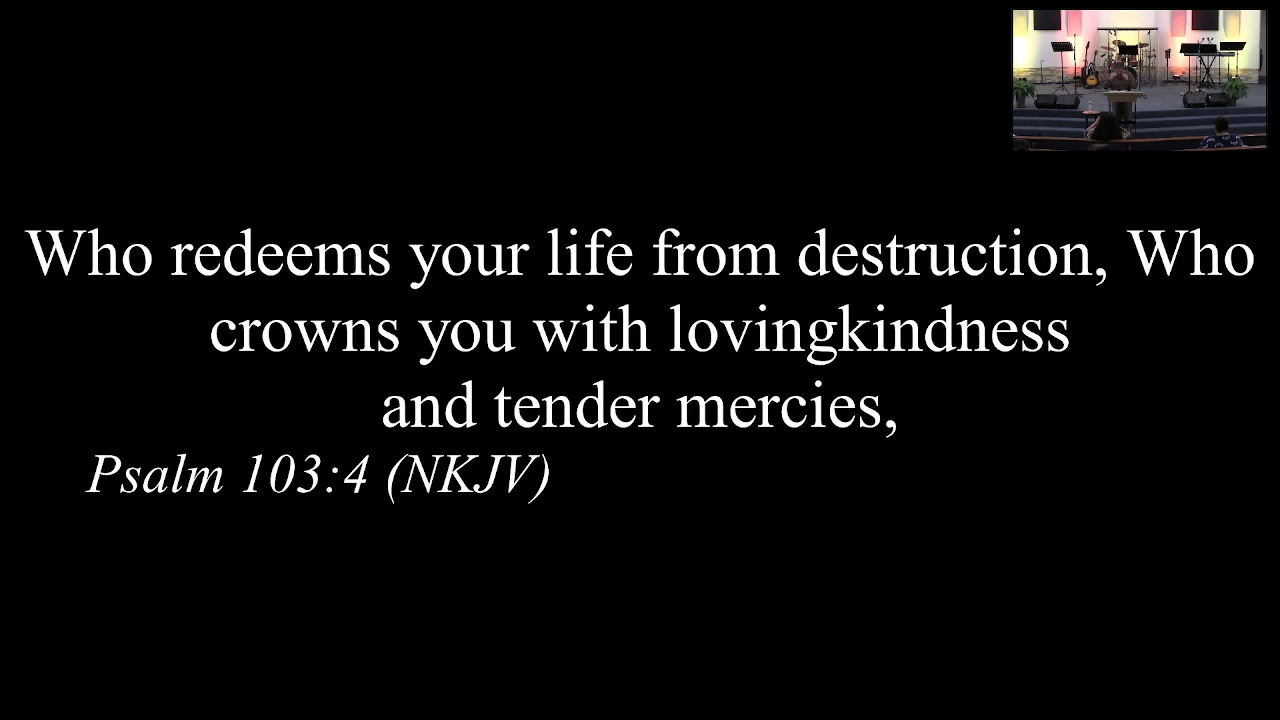 Who redeems your life from destruction, Who
crowns you with lovingkindness
and tender mercies,
Psalm 103:4 (NKJV)